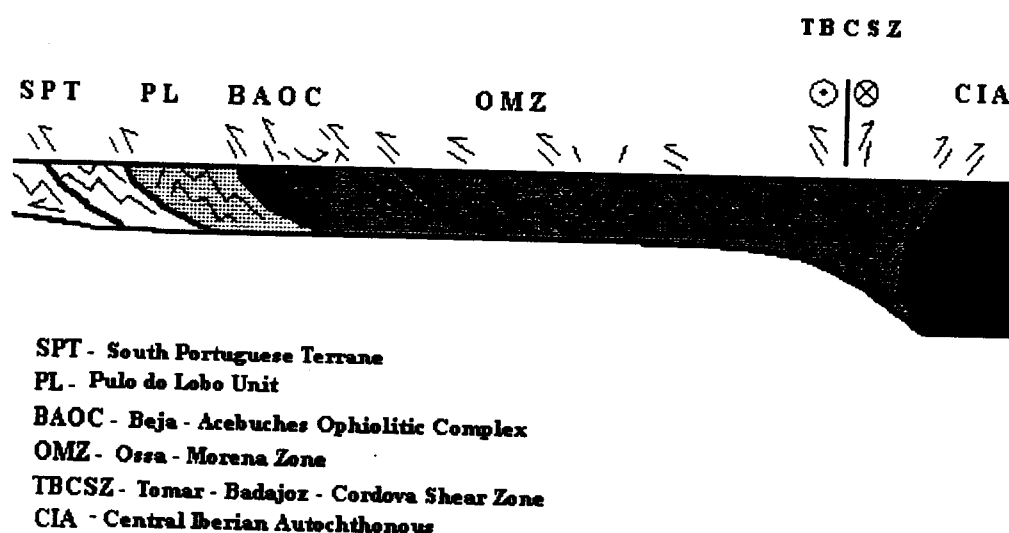 TBCSZ
SPT PL BAOC OMZ CIA
SPT - South Portuguese Terrane
PL - Pulo do Lobo Unit
BAOC - Beja - Acebuches Ophiolitic Complex
OMZ - Ossa - Morena Zone
TBCSZ - Tomar - Badajoz - Cordova Shear Zone
CIA - Central Iberian Autochthonous